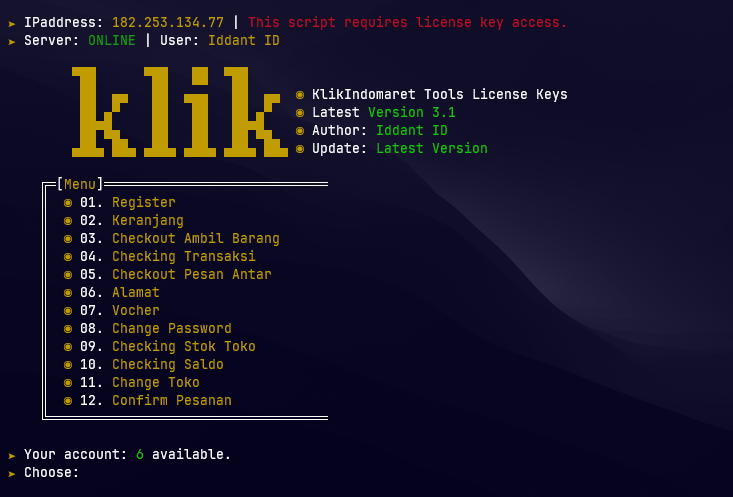 ➤ IPaddress: 182.253.134.77 | This script requires license key access.
➤ Server: ONLINE | User: Iddant ID
klik
◉ KlikIndomaret Tools License Keys
◉ Latest Version 3.1
◉ Author: Iddant ID
◉ Update: Latest Version
[Menu]
◉ 01. Register
◉ 02. Keranjang
◉ 03. Checkout Ambil Barang
◉ 04. Checking Transaksi
◉ 05. Checkout Pesan Antar
◉ 06. Alamat
◉ 07. Vocher
◉ 08. Change Password
◉ 09. Checking Stok Toko
◉ 10. Checking Saldo
◉ 11. Change Toko
◉ 12. Confirm Pesanan
➤ Your account: 6 available.
➤ Choose: